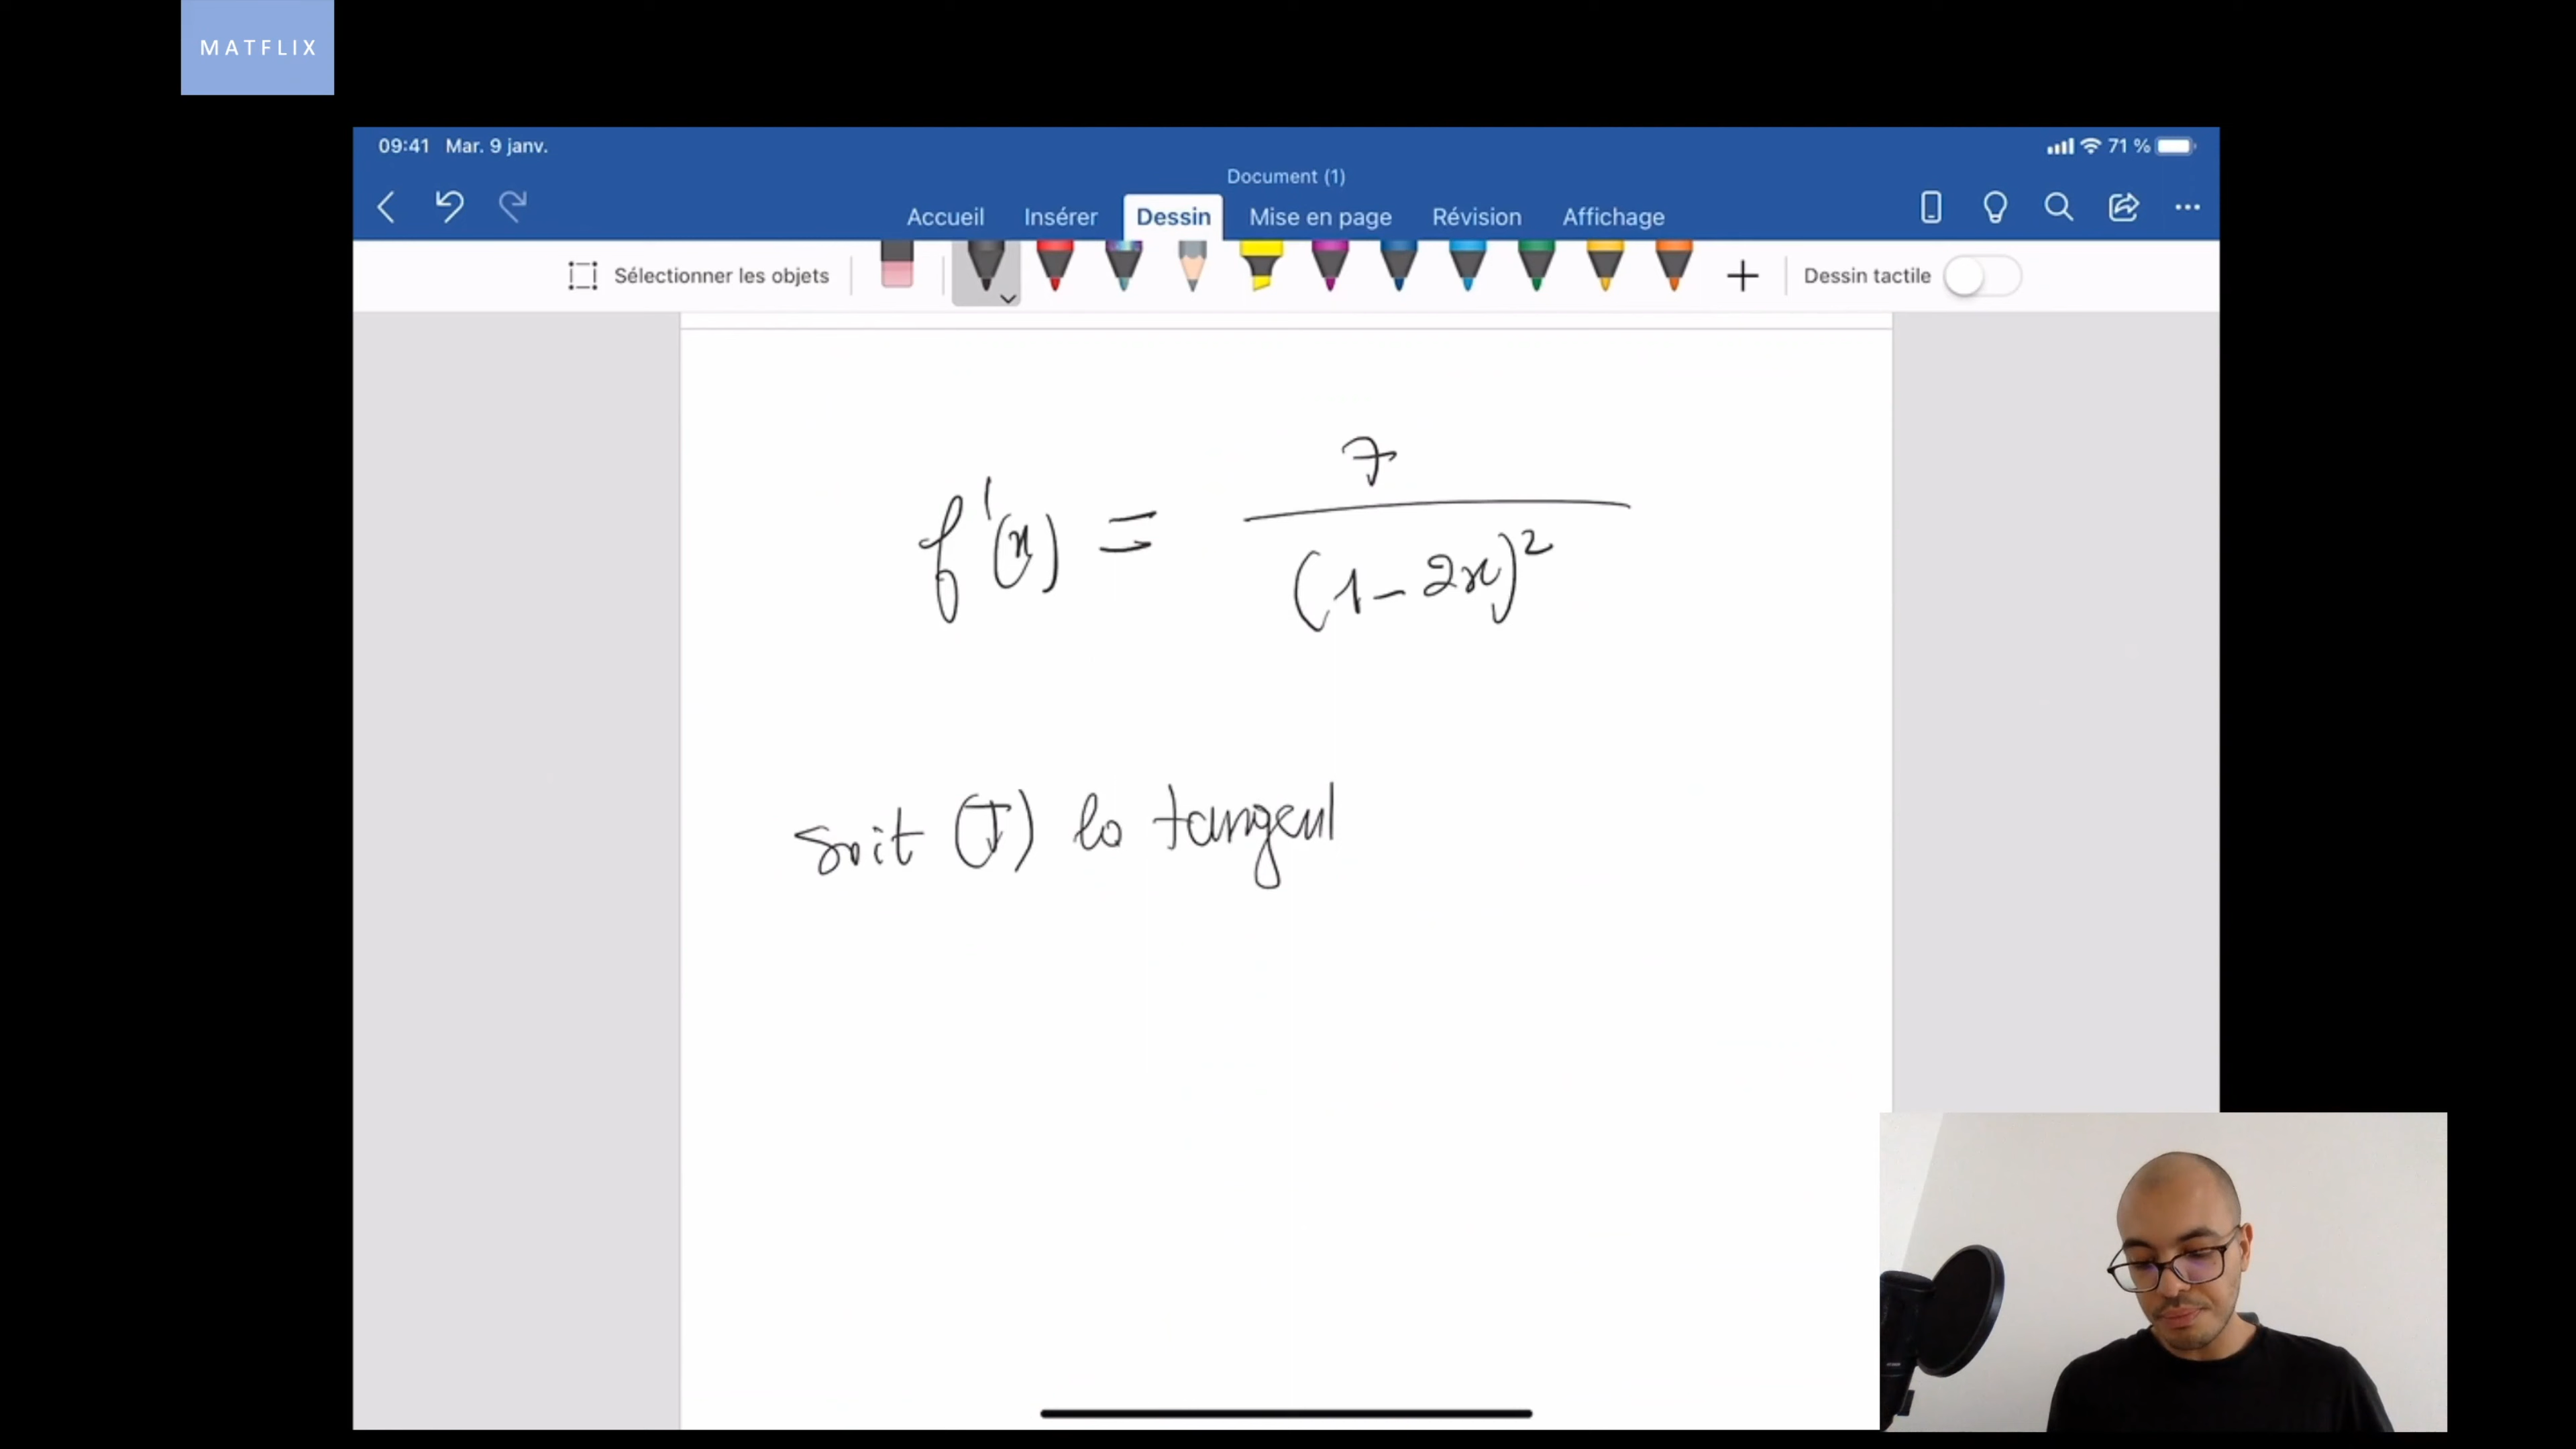 MATFLIX
09:41 Mar. 9 janv.
71 %
Document (1)
Accueil Insérer Dessin Mise en page Révision Affichage
Sélectionner les objets
Dessin tactile
f'(x) = 7 / (1 - 2x)²
soit (T) la tangent